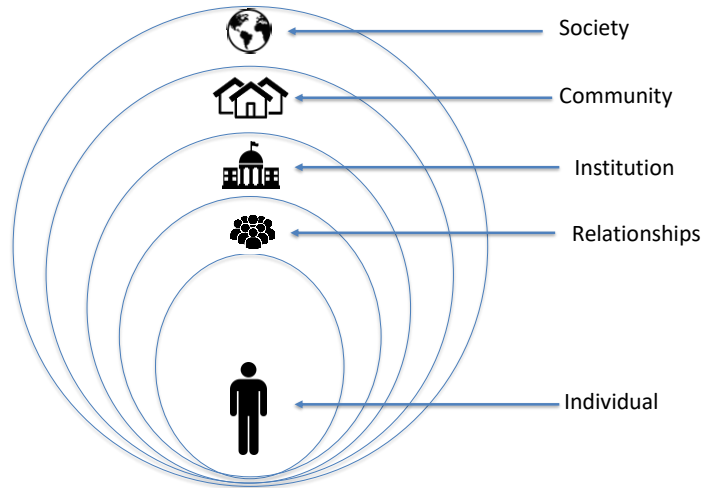 Society
Community
Institution
Relationships
Individual